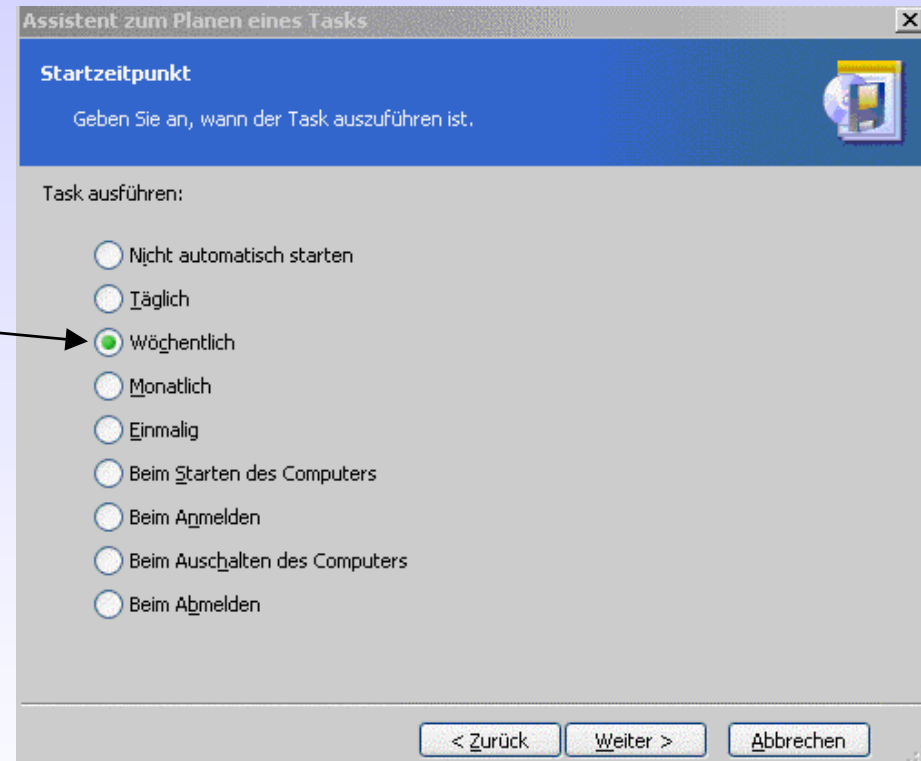 Assistent zum Planen eines Tasks
Startzeitpunkt
Geben Sie an, wann der Task auszuführen ist.
Task ausführen:
Nicht automatisch starten
Täglich
Wöchentlich
Monatlich
Einmalig
Beim Starten des Computers
Beim Anmelden
Beim Auschalten des Computers
Beim Abmelden
< Zurück Weiter > Abbrechen